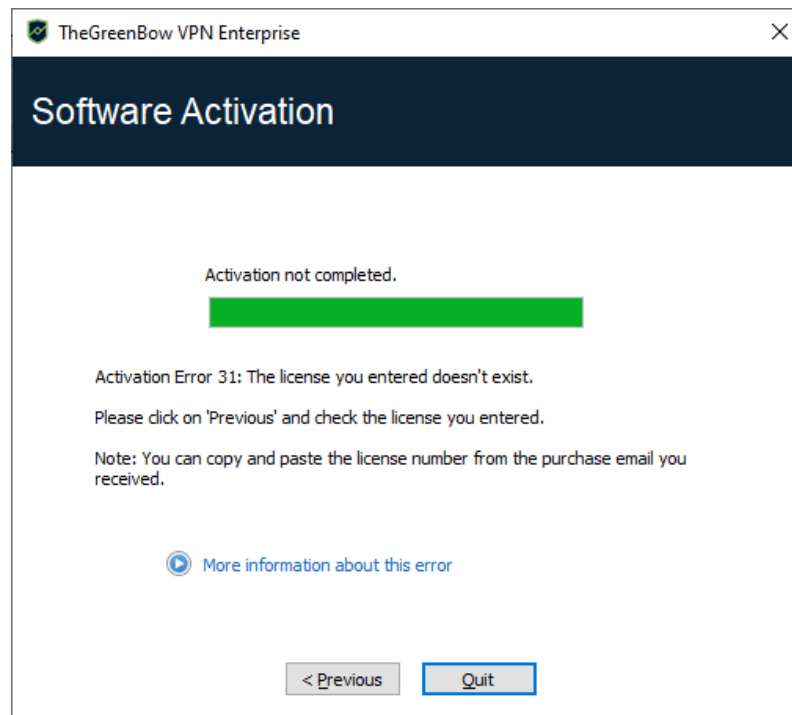 TheGreenBow VPN Enterprise
Software Activation
Activation not completed.
Activation Error 31: The license you entered doesn't exist.
Please click on 'Previous' and check the license you entered.
Note: You can copy and paste the license number from the purchase email you
received.
More information about this error
< Previous
Quit